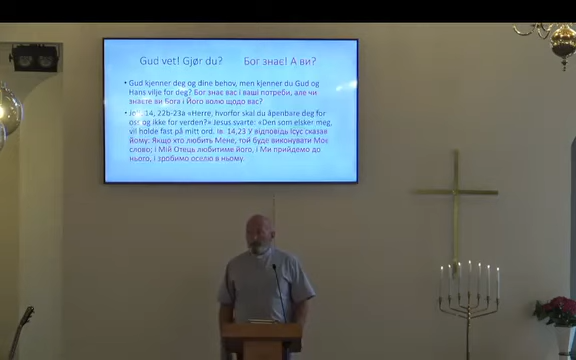 Gud vet! Gjør du? Бог знає! А ви?
• Gud kjenner deg og dine behov, men kjenner du Gud og
Hans vilje for deg? Бог знає вас і ваші потреби, але чи
знаєте ви Бога і Його волю щодо вас?
• Joh. 14, 22b-23a «Herre, hvorfor skal du åpenbare deg for
oss og ikke for verden?» Jesus svarte: «Den som elsker meg,
vil holde fast på mitt ord. Ів. 14,23 У відповідь Ісус сказав
йому: Якщо хто любить Мене, той буде виконувати Моє
слово; і Мій Отець любитиме його, і Ми прийдемо до
нього, і зробимо оселю в ньому.